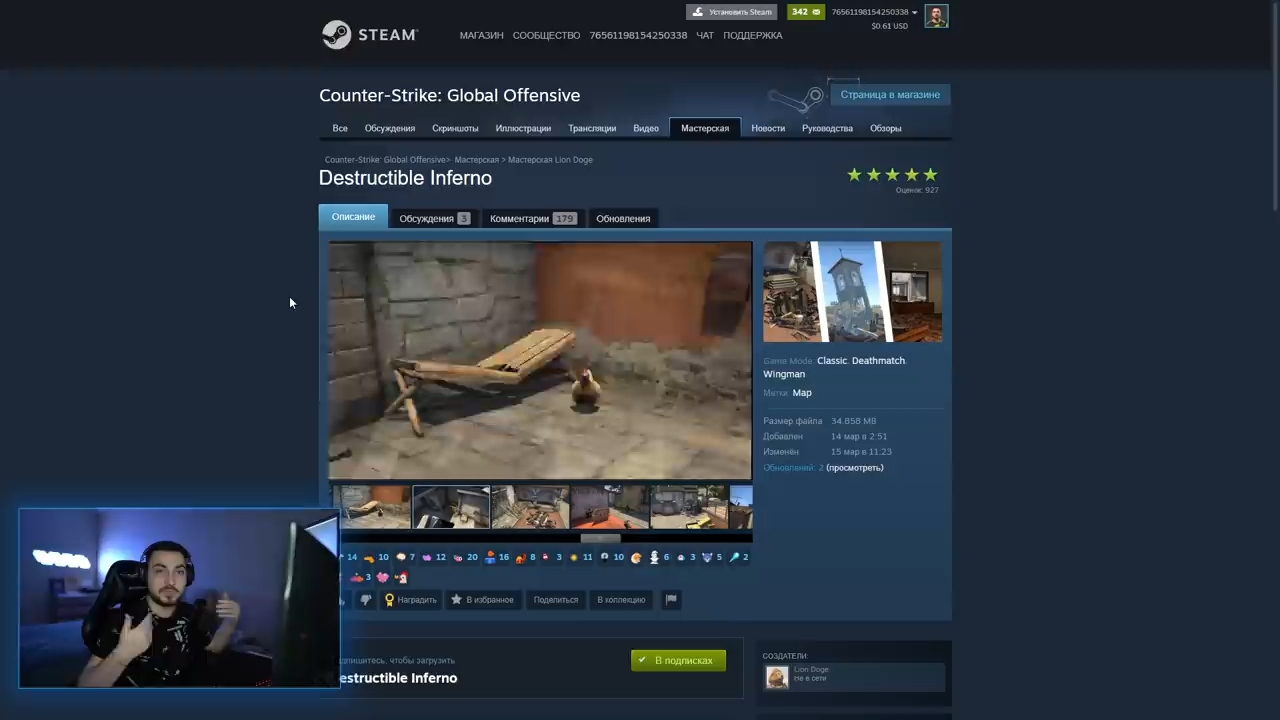 Установить Steam
342
76561198154250338
$0.61 USD
STEAM
МАГАЗИН СООБЩЕСТВО 76561198154250338 ЧАТ ПОДДЕРЖКА
Counter-Strike: Global Offensive
Страница в магазине
Все Обсуждения Скриншоты Иллюстрации Трансляции Видео Мастерская Новости Руководства Обзоры
Counter-Strike: Global Offensive > Мастерская > Мастерская Lion Doge
Destructible Inferno
Оценок: 927
Описание Обсуждения 3 Комментарии 179 Обновления
Game Mode: Classic, Deathmatch,
Wingman
Метки: Map
Размер файла 34.858 MB
Добавлен 14 мар в 2:51
Изменён 15 мар в 11:23
Обновлений: 2 (просмотреть)
14 10 7 12 20 16 8 3 11 10 6 3 5 2
3
Наградить В избранное Поделиться В коллекцию
дпишитесь, чтобы загрузить
estructible Inferno
В подписках
СОЗДАТЕЛИ:
Lion Doge
Не в сети